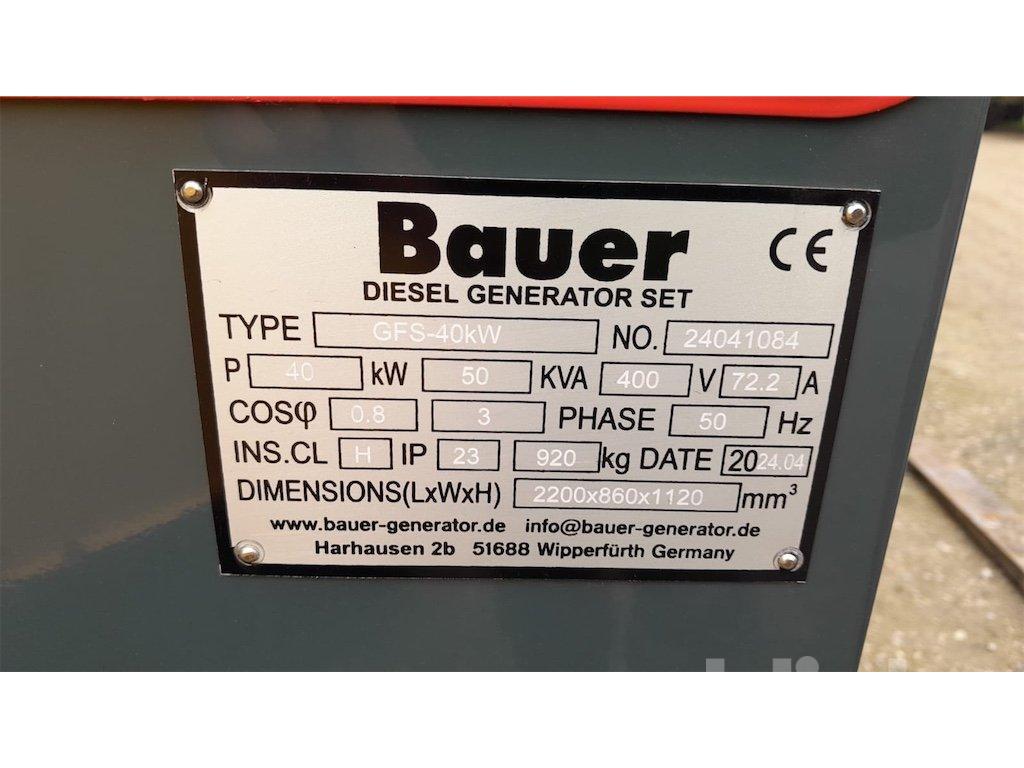 Bauer CE
DIESEL GENERATOR SET
TYPE GFS-40kW NO. 24041084
P 40 kW 50 KVA 400 V 72.2 A
COSφ 0.8 3 PHASE 50 Hz
INS.CL H IP 23 920 kg DATE 2024.04
DIMENSIONS(LxWxH) 2200x860x1120 mm³
www.bauer-generator.de info@bauer-generator.de
Harhausen 2b 51688 Wipperfürth Germany